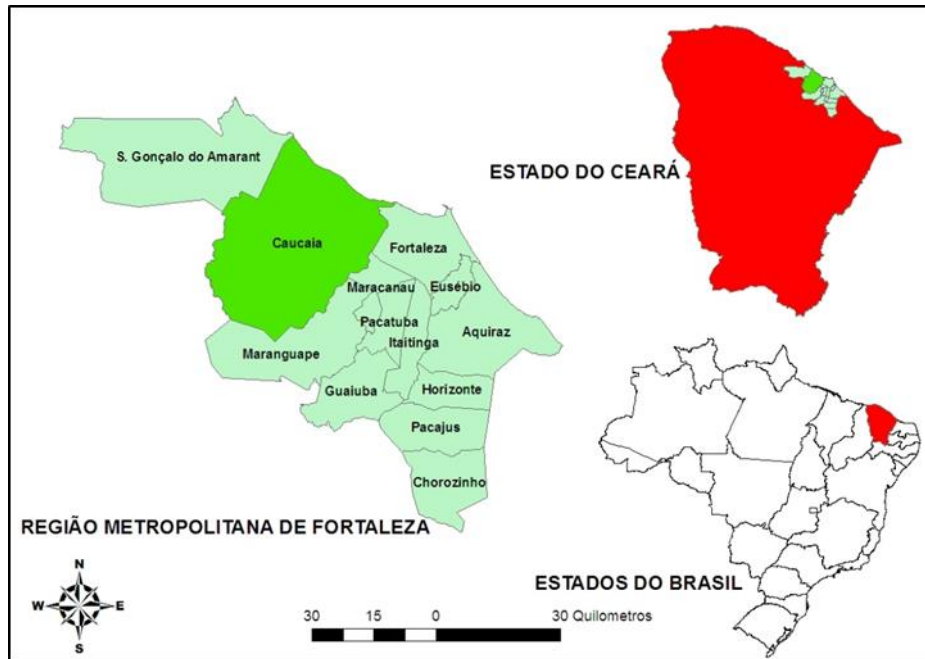 S. Gonçalo do Amarant
Caucaia
Fortaleza
Maracanau
Eusébio
Pacatuba
Itaitinga
Aquiraz
Maranguape
Guaiuba
Horizonte
Pacajus
Chorozinho
REGIÃO METROPOLITANA DE FORTALEZA
ESTADO DO CEARÁ
ESTADOS DO BRASIL
N
W E
S
30 15 0 30 Quilometros